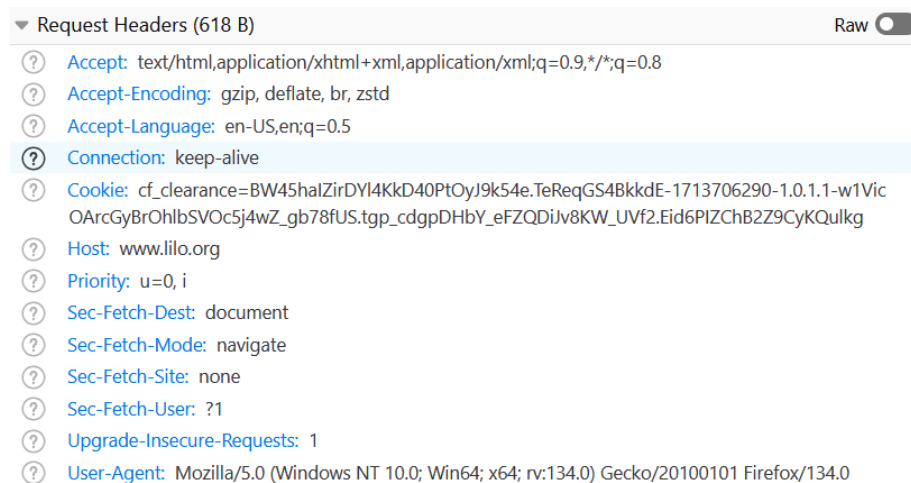 Request Headers (618 B) Raw
Accept: text/html,application/xhtml+xml,application/xml;q=0.9,*/*;q=0.8
Accept-Encoding: gzip, deflate, br, zstd
Accept-Language: en-US,en;q=0.5
Connection: keep-alive
Cookie: cf_clearance=BW45haIZirDYl4KkD40PtOyJ9k54e.TeReqGS4BkkdE-1713706290-1.0.1.1-w1Vic
OArcGyBrOhlbSVOc5j4wZ_gb78fUS.tgp_cdgpDHbY_eFZQDiJv8KW_UVf2.Eid6PIZChB2Z9CyKQulkg
Host: www.lilo.org
Priority: u=0, i
Sec-Fetch-Dest: document
Sec-Fetch-Mode: navigate
Sec-Fetch-Site: none
Sec-Fetch-User: ?1
Upgrade-Insecure-Requests: 1
User-Agent: Mozilla/5.0 (Windows NT 10.0; Win64; x64; rv:134.0) Gecko/20100101 Firefox/134.0